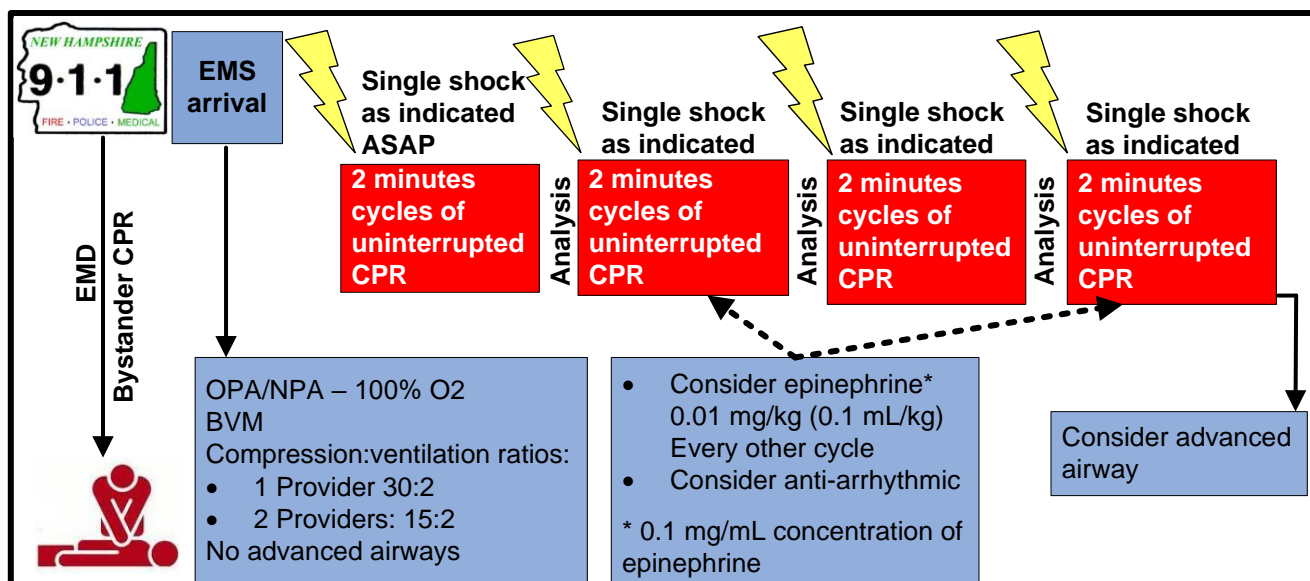 NEW HAMPSHIRE
9·1·1
FIRE • POLICE • MEDICAL
EMS
arrival
Single shock
as indicated
ASAP
2 minutes
cycles of
uninterrupted
CPR
Analysis
Single shock
as indicated
2 minutes
cycles of
uninterrupted
CPR
Analysis
Single shock
as indicated
2 minutes
cycles of
uninterrupted
CPR
Analysis
Single shock
as indicated
2 minutes
cycles of
uninterrupted
CPR
EMD
Bystander CPR
OPA/NPA – 100% O2
BVM
Compression:ventilation ratios:
• 1 Provider 30:2
• 2 Providers: 15:2
No advanced airways
• Consider epinephrine*
0.01 mg/kg (0.1 mL/kg)
Every other cycle
• Consider anti-arrhythmic
* 0.1 mg/mL concentration of
epinephrine
Consider advanced
airway